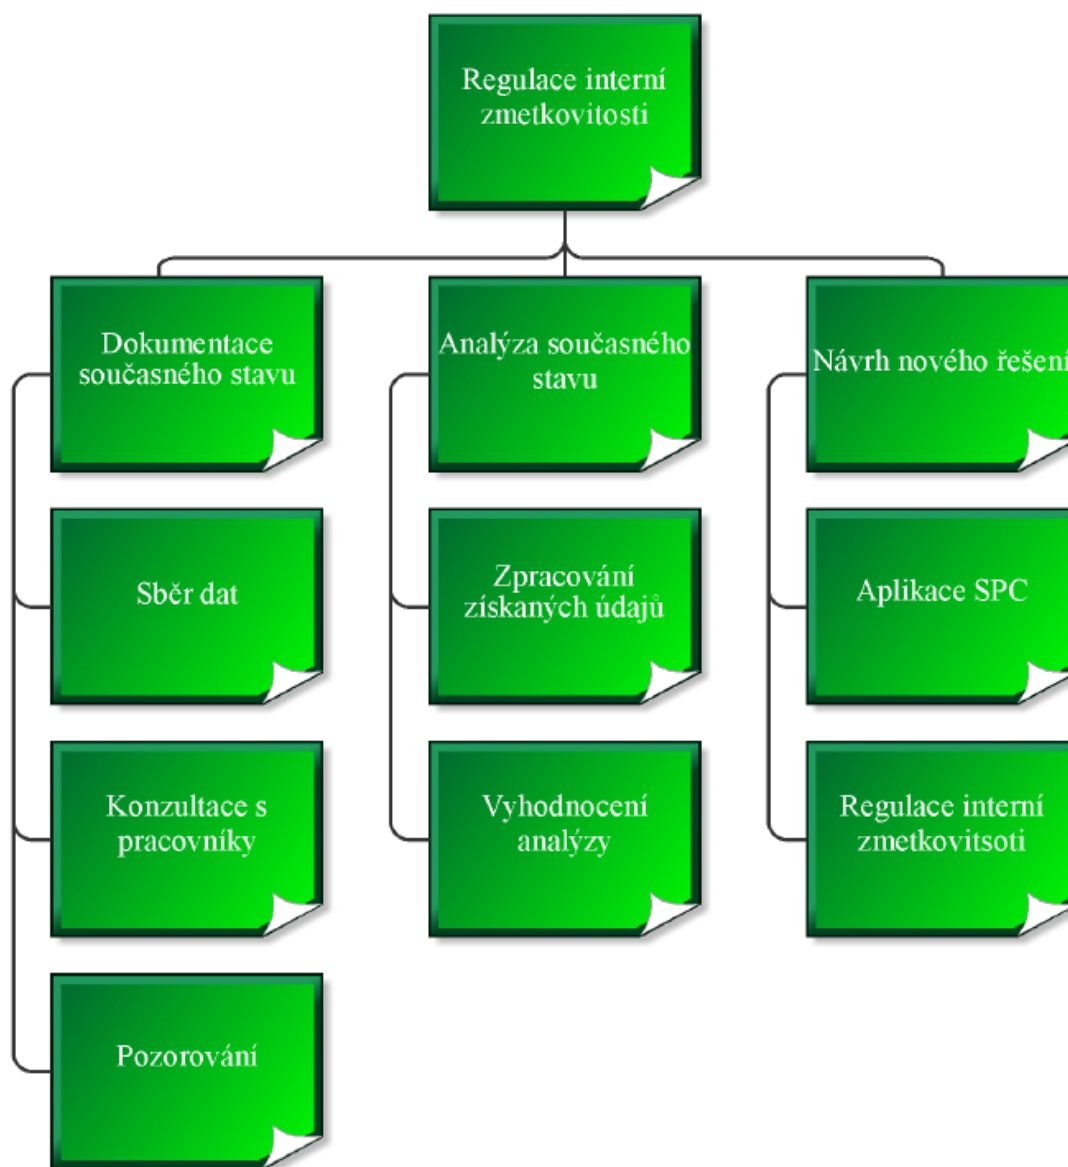 Regulace interní
zmetkovitosti
Dokumentace
současného stavu
Sběr dat
Konzultace s
pracovníky
Pozorování
Analýza současného
stavu
Zpracování
získaných údajů
Vyhodnocení
analýzy
Návrh nového řešení
Aplikace SPC
Regulace interní
zmetkovitsoti